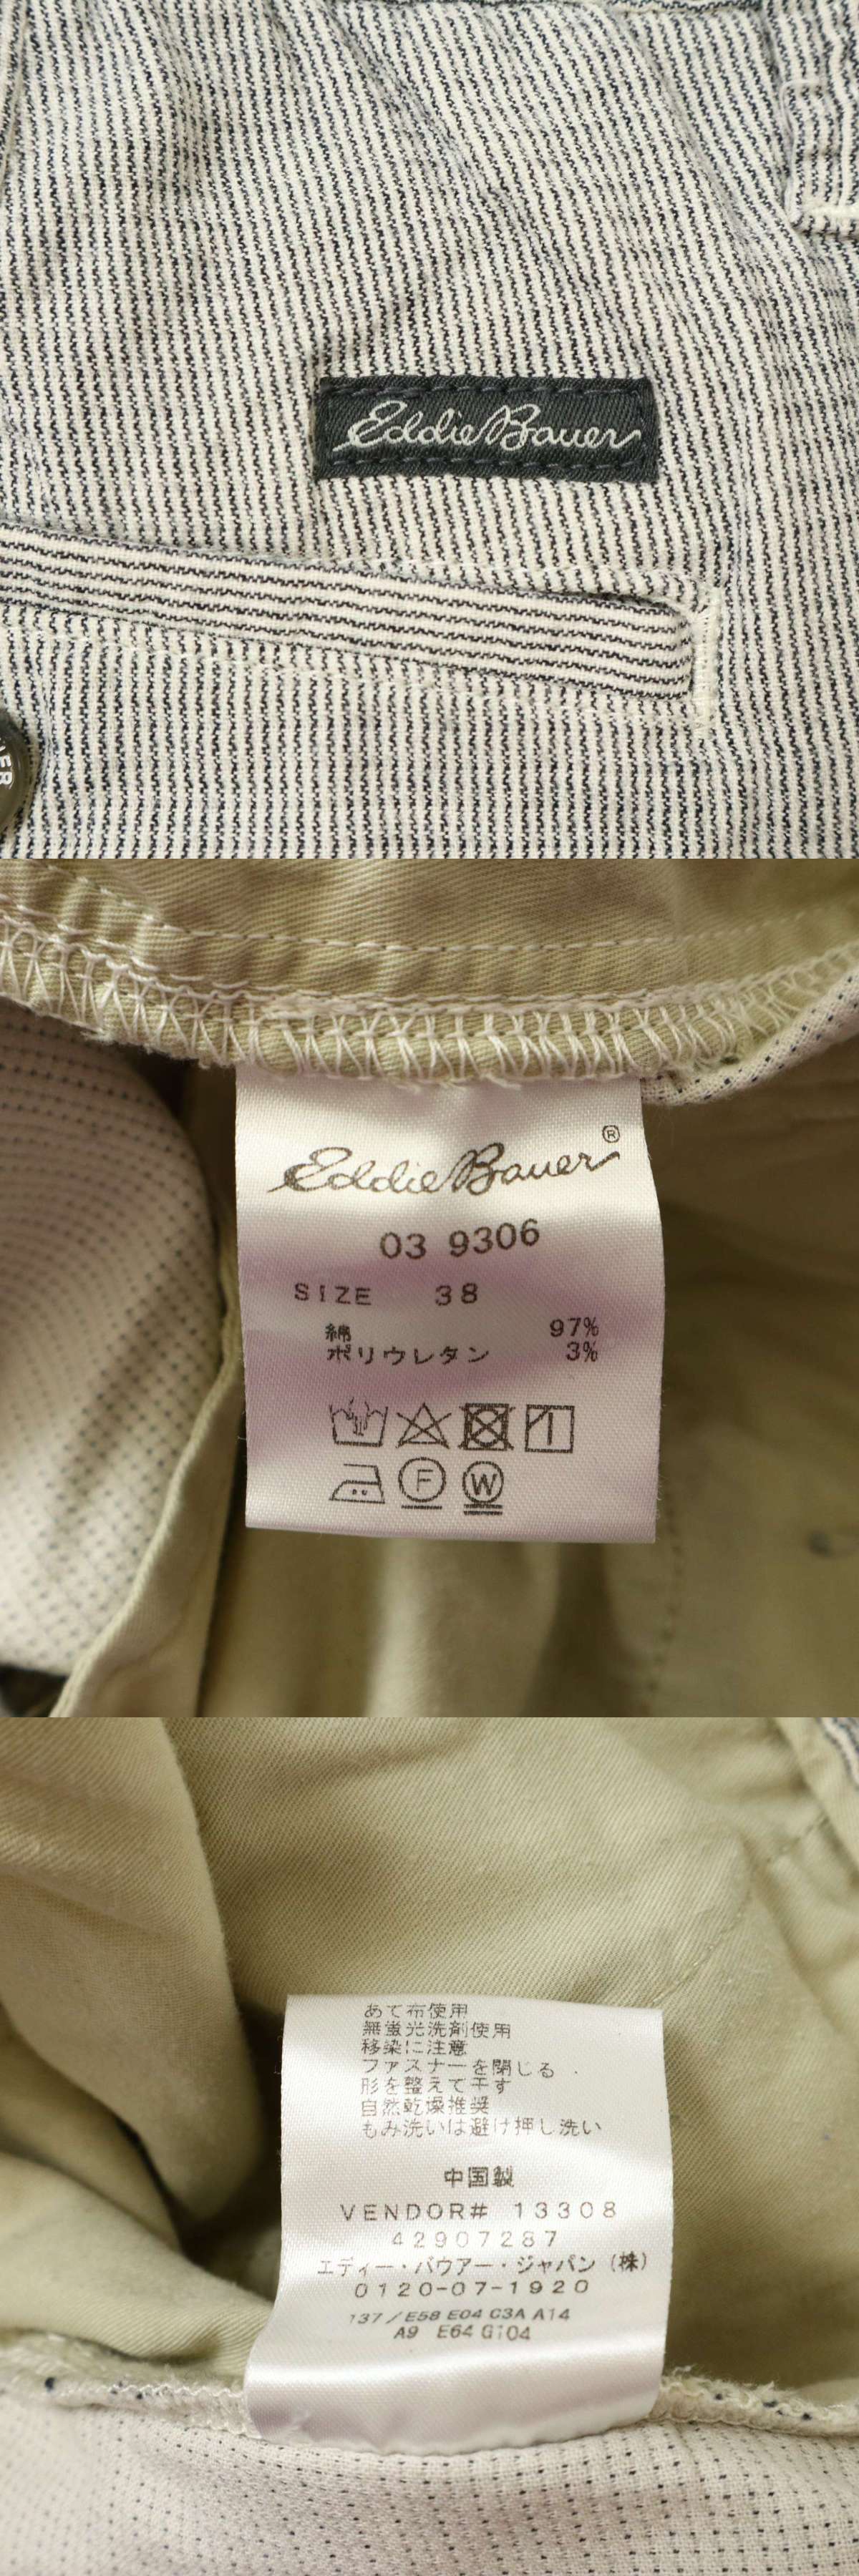 Eddie Bauer
UER
Eddie Bauer®
03 9306
SIZE 38
綿 97%
ポリウレタン 3%
F W
あて布使用
無蛍光洗剤使用
移染に注意
ファスナーを閉じる
形を整えて干す
自然乾燥推奨
もみ洗いは避け押し洗い
中国製
VENDOR# 13308
42907287
エディー・バウアー・ジャパン（株）
0120-07-1920
137/E58 E04 C3A A14
A9 E64 G104